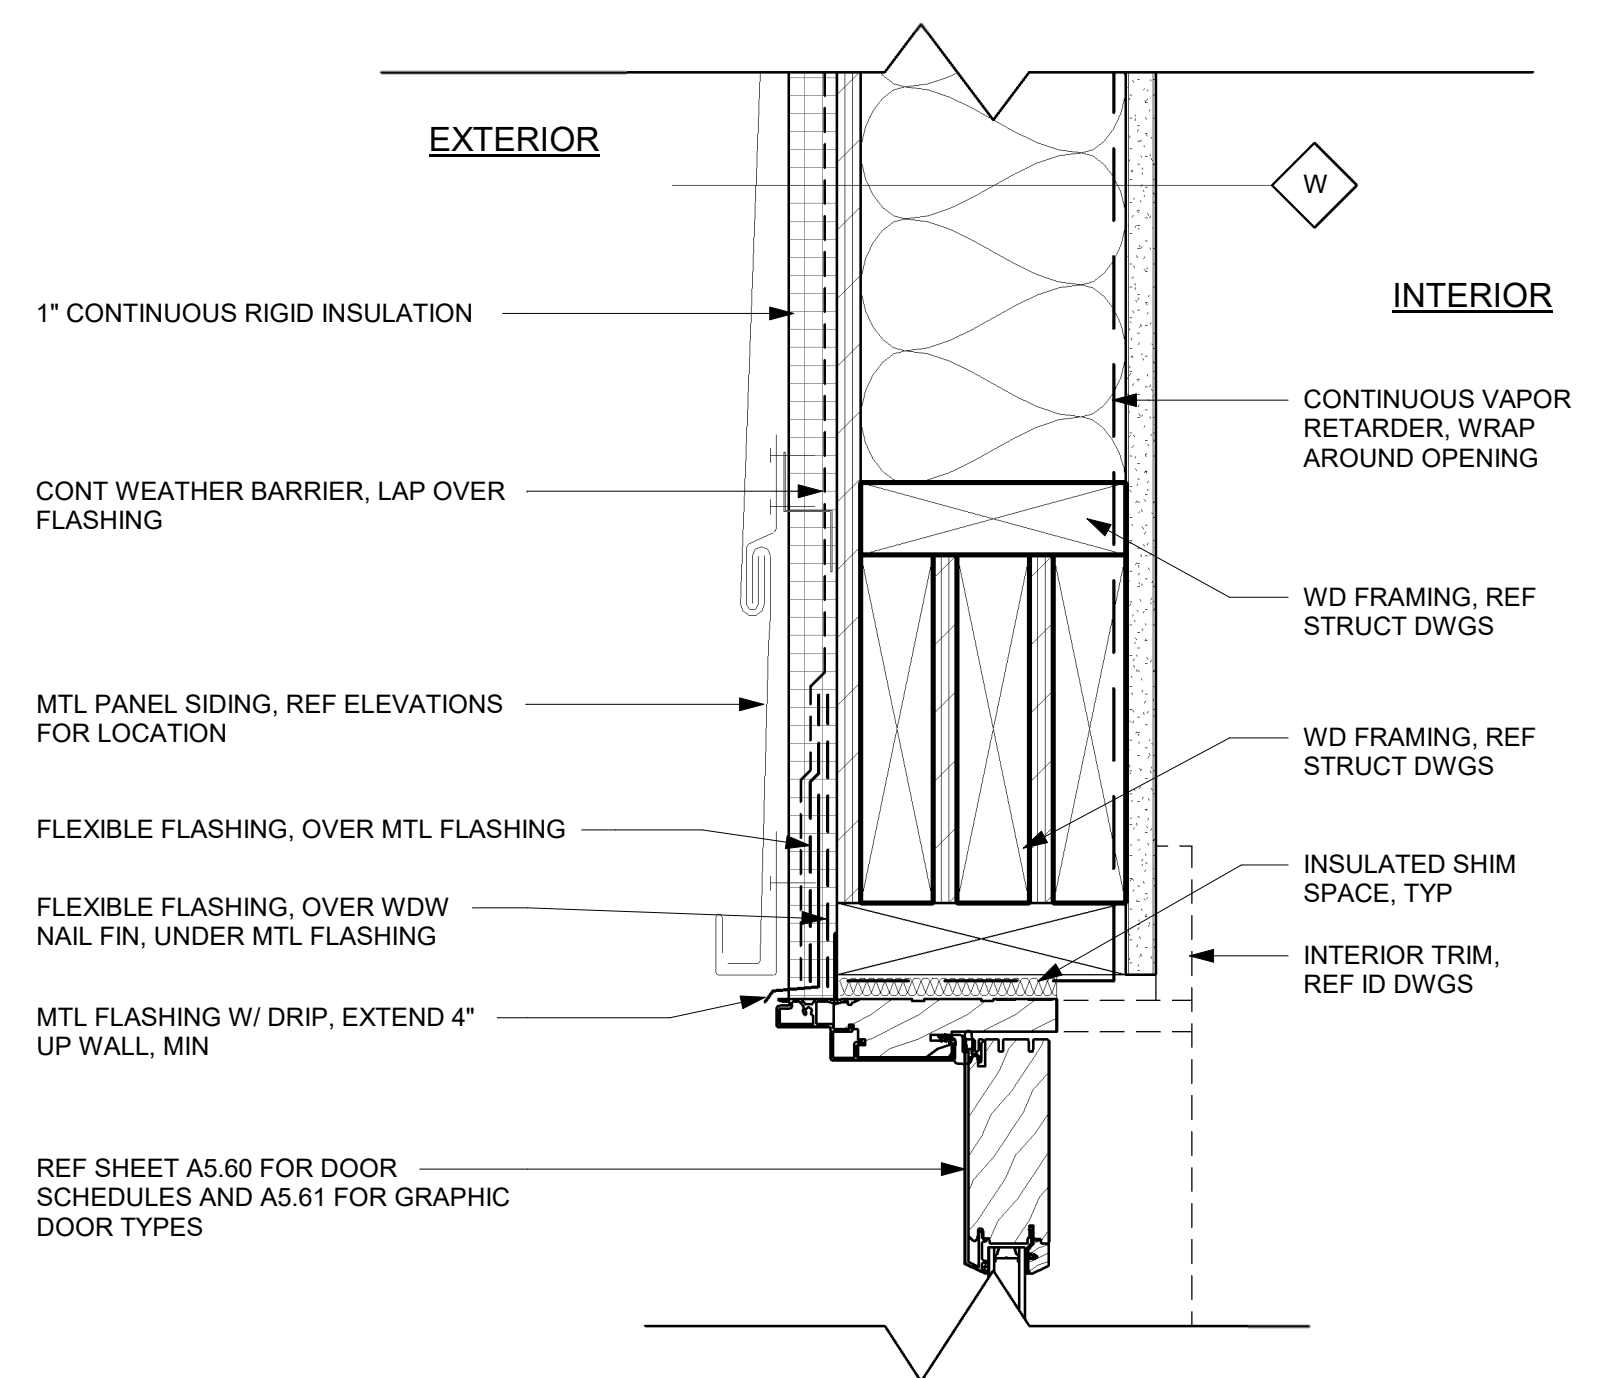 EXTERIOR
W
INTERIOR
1" CONTINUOUS RIGID INSULATION
CONT WEATHER BARRIER, LAP OVER
FLASHING
MTL PANEL SIDING, REF ELEVATIONS
FOR LOCATION
FLEXIBLE FLASHING, OVER MTL FLASHING
FLEXIBLE FLASHING, OVER WDW
NAIL FIN, UNDER MTL FLASHING
MTL FLASHING W/ DRIP, EXTEND 4"
UP WALL, MIN
REF SHEET A5.60 FOR DOOR
SCHEDULES AND A5.61 FOR GRAPHIC
DOOR TYPES
CONTINUOUS VAPOR
RETARDER, WRAP
AROUND OPENING
WD FRAMING, REF
STRUCT DWGS
WD FRAMING, REF
STRUCT DWGS
INSULATED SHIM
SPACE, TYP
INTERIOR TRIM,
REF ID DWGS